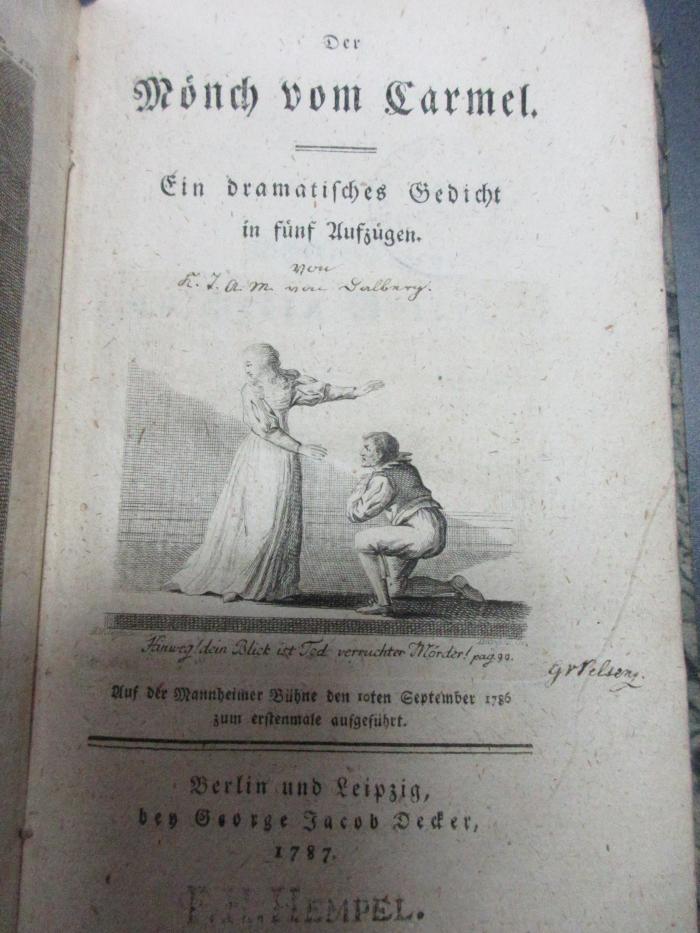 Der
Mönch vom Carmel.
Ein dramatisches Gedicht
in fünf Aufzügen.
von
K. T. A. M. von Dalberg.
Hinweg! dein Blick ist Tod verruchter Mörder! pag. 99.
Auf der Mannheimer Bühne den 10ten September 1786
zum erstenmale aufgeführt.
Berlin und Leipzig,
bey George Jacob Decker,
1787.
HEMPEL.